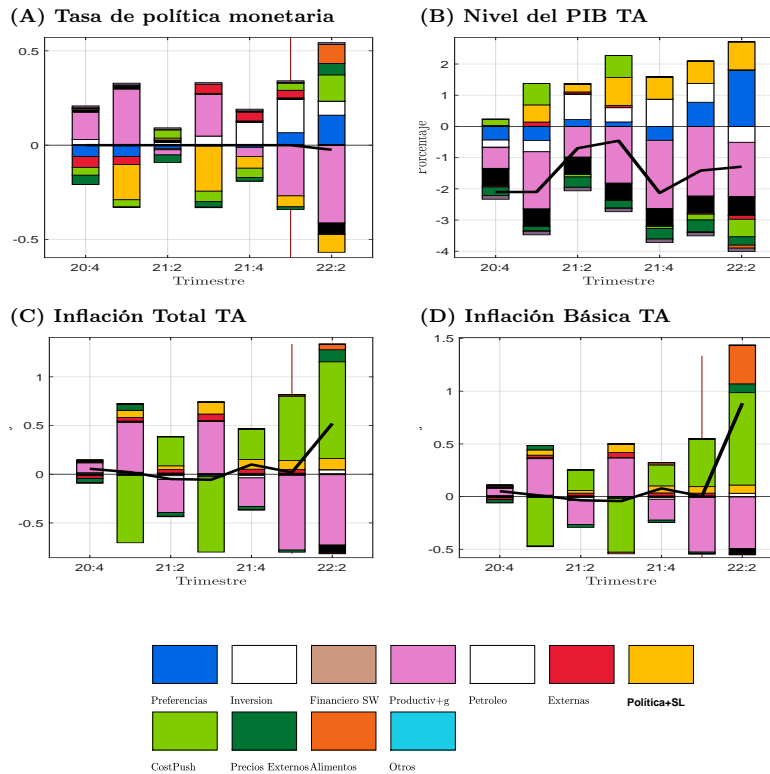 (A) Tasa de política monetaria
0.5
0
-0.5
20:4 21:2 21:4 22:2
Trimestre
(B) Nivel del PIB TA
Porcentaje
2
1
0
-1
-2
-3
-4
20:4 21:2 21:4 22:2
Trimestre
(C) Inflación Total TA
1
0.5
0
-0.5
20:4 21:2 21:4 22:2
Trimestre
(D) Inflación Básica TA
1.5
1
0.5
0
-0.5
20:4 21:2 21:4 22:2
Trimestre
Preferencias Inversion Financiero SW Productiv+g Petroleo Externas Política+SL
CostPush Precios Externos Alimentos Otros